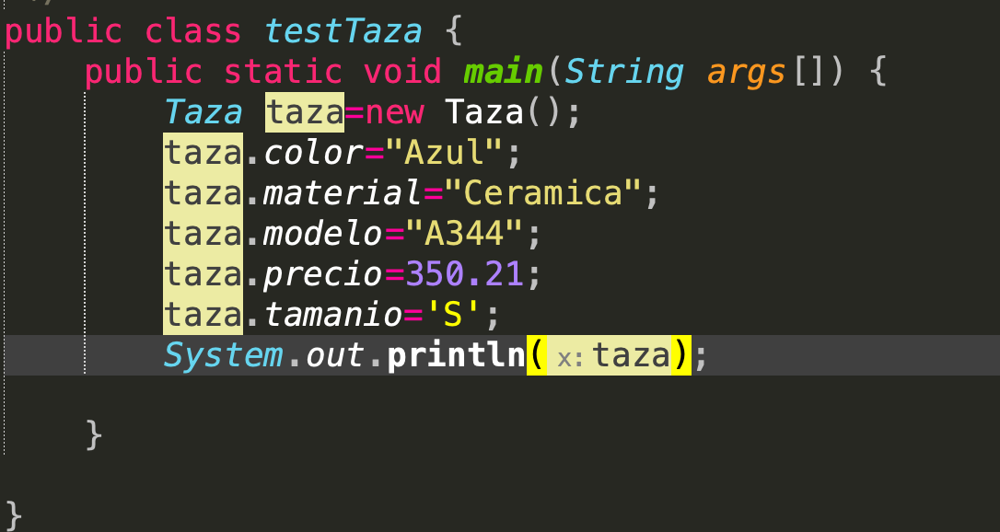 public class testTaza {
public static void main(String args[]) {
Taza taza=new Taza();
taza.color="Azul";
taza.material="Ceramica";
taza.modelo="A344";
taza.precio=350.21;
taza.tamanio='S';
System.out.println( x: taza);
}
}